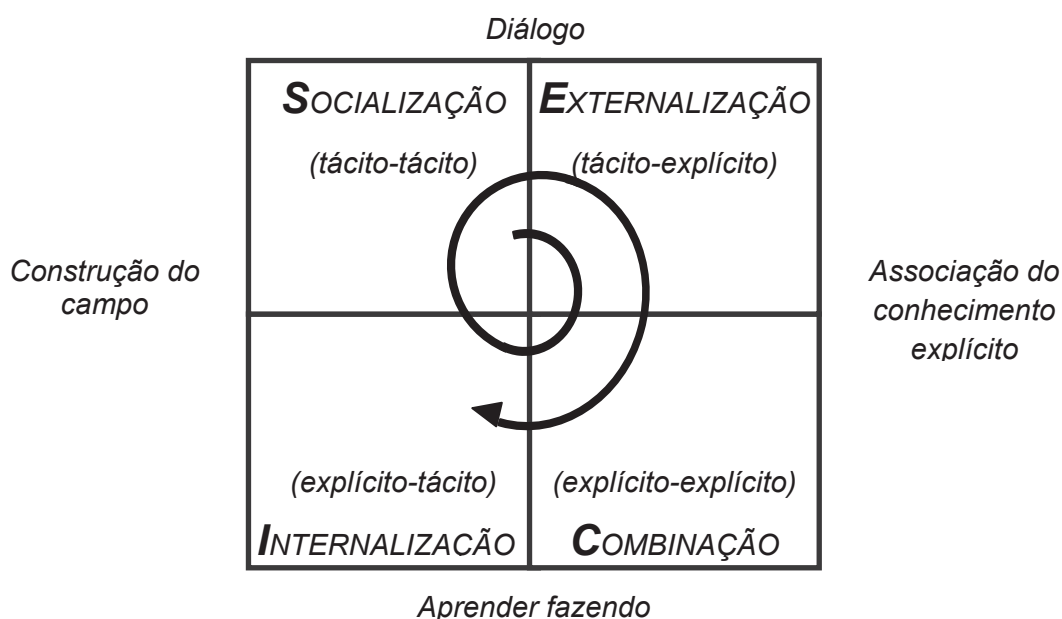 Diálogo
SOCIALIZAÇÃO
EXTERNALIZAÇÃO
(tácito-tácito)
(tácito-explícito)
Construção do
campo
Associação do
conhecimento
explícito
(explícito-tácito)
(explícito-explícito)
INTERNALIZACÃO
COMBINAÇÃO
Aprender fazendo